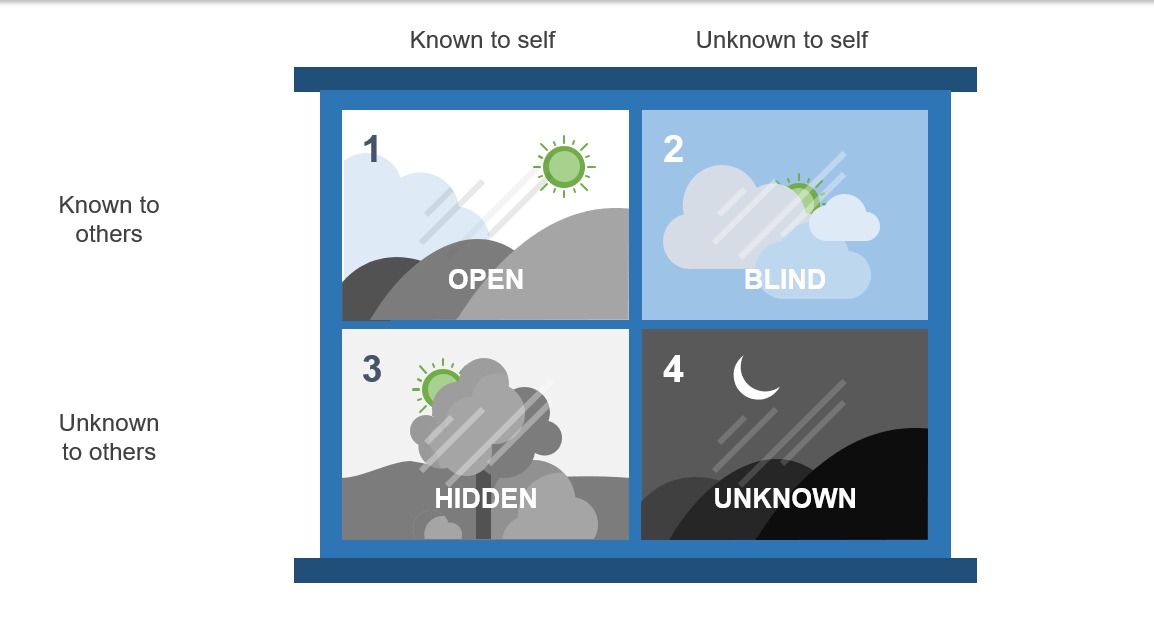 Known to self
Unknown to self
Known to
others
1
2
OPEN
BLIND
Unknown
to others
3
4
HIDDEN
UNKNOWN